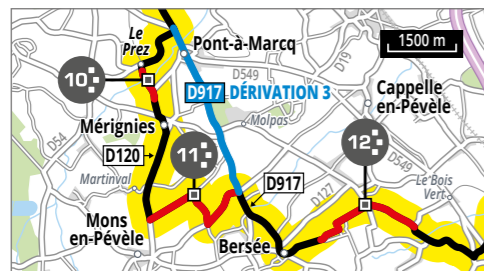 Le
Prez
Pont-à-Marcq
1500 m
D549
D19
10
D917 DÉRIVATION 3
Cappelle
en-Pévèle
Mérignies
Molpas
D54
D120
11
12
D549
Martinval
D917
D127
Le Bois
Vert
Mons
en-Pévèle
Bersée